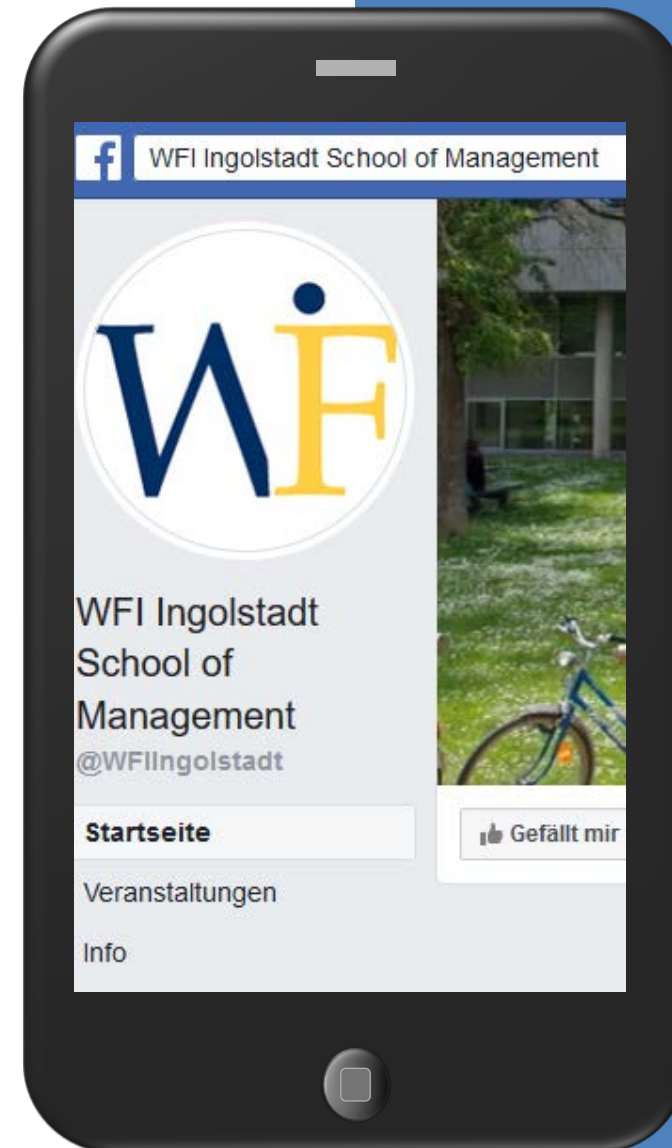 f WFI Ingolstadt School of Management
WFI
WFI Ingolstadt
School of
Management
@WFIIngolstadt
Startseite
Gefällt mir
Veranstaltungen
Info